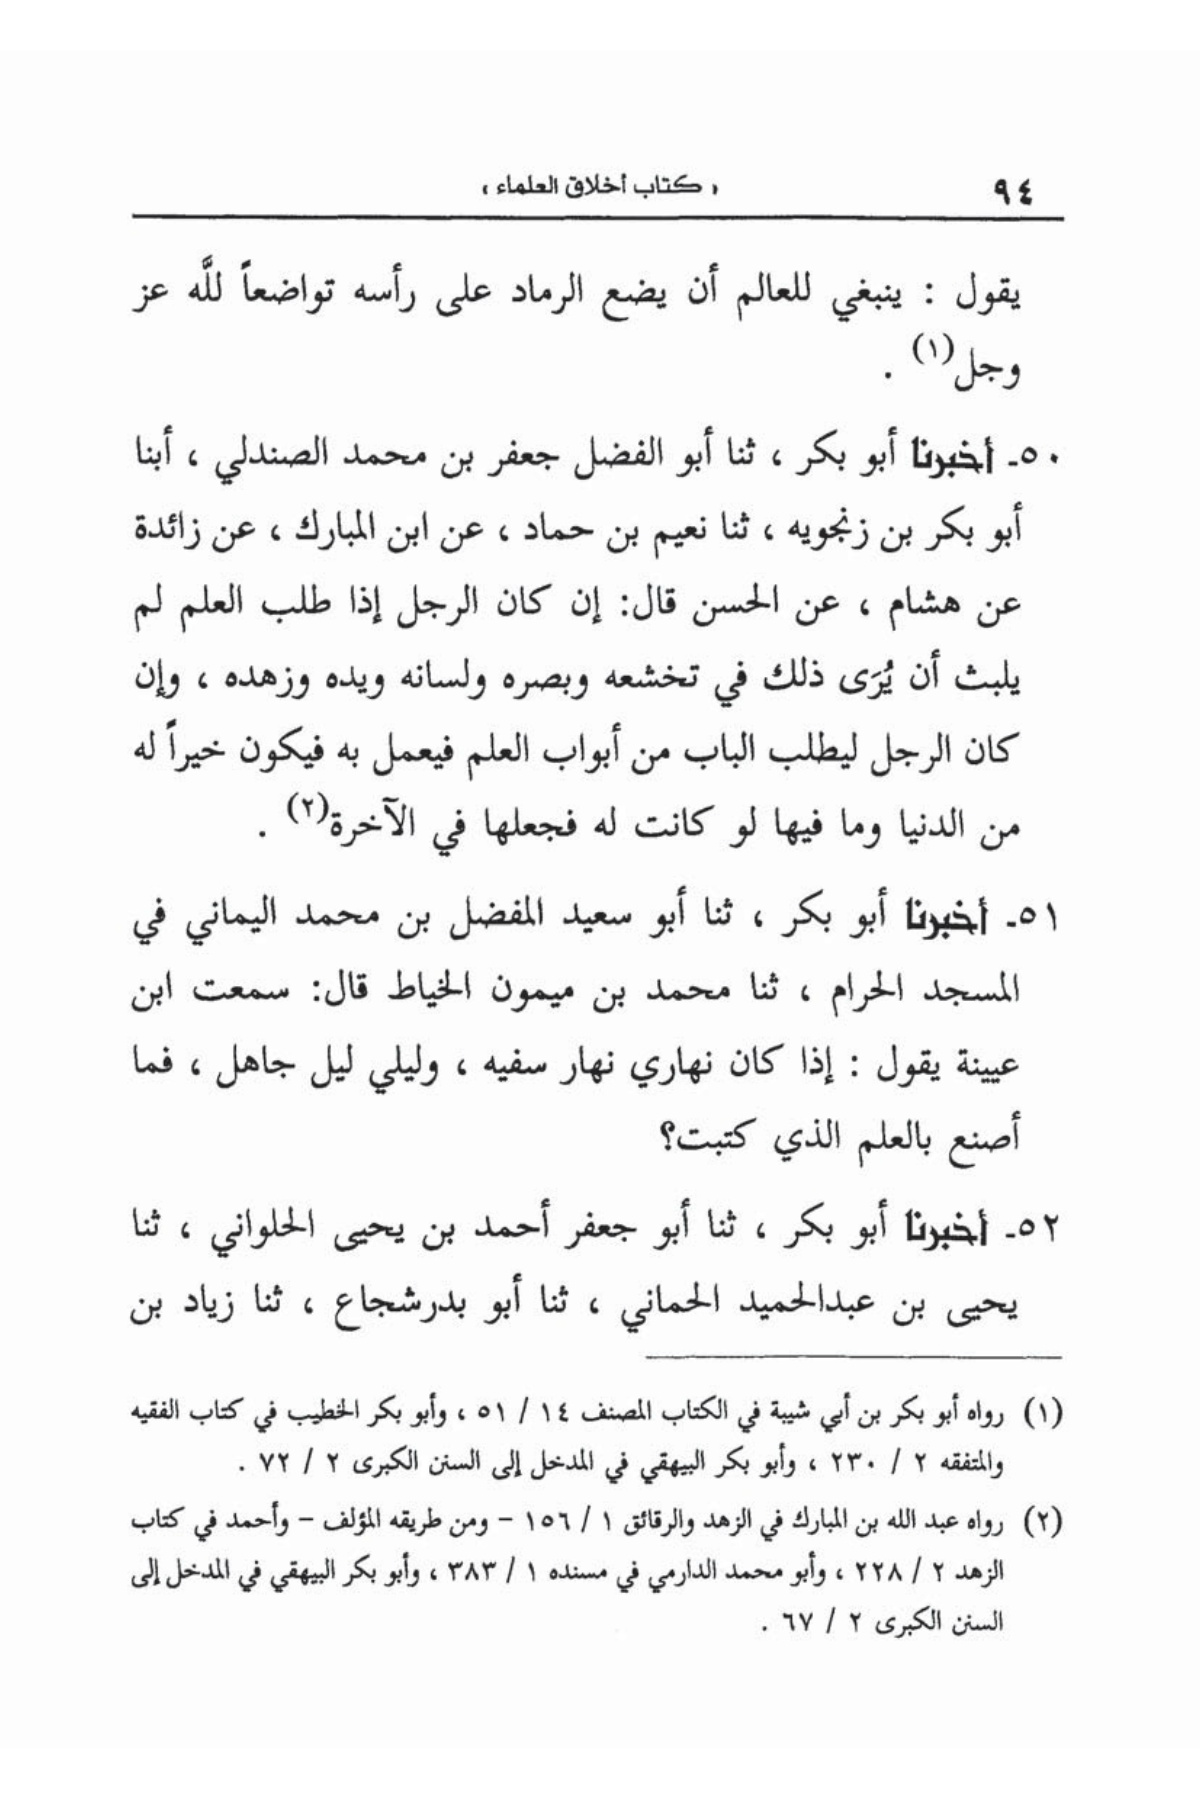 ٩٤
« كتاب أخلاق العلماء »
يقول : ينبغي للعالم أن يضع الرماد على رأسه تواضعاً للَّه عز
وجل(١) .
٥٠ـ أخبرنا أبو بكر ، ثنا أبو الفضل جعفر بن محمد الصندلي ، أبنا
أبو بكر بن زنجويه ، ثنا نعيم بن حماد ، عن ابن المبارك ، عن زائدة
عن هشام ، عن الحسن قال: إن كان الرجل إذا طلب العلم لم
يلبث أن يُرَى ذلك في تخشعه وبصره ولسانه ويده وزهده ، وإن
كان الرجل ليطلب الباب من أبواب العلم فيعمل به فيكون خيراً له
من الدنيا وما فيها لو كانت له فجعلها في الآخرة(٢) .
٥١ـ أخبرنا أبو بكر ، ثنا أبو سعيد المفضل بن محمد اليماني في
المسجد الحرام ، ثنا محمد بن ميمون الخياط قال: سمعت ابن
عيينة يقول : إذا كان نهاري نهار سفيه ، وليلي ليل جاهل ، فما
أصنع بالعلم الذي كتبت؟
٥٢ـ أخبرنا أبو بكر ، ثنا أبو جعفر أحمد بن يحيى الحلواني ، ثنا
يحيى بن عبدالحميد الحماني ، ثنا أبو بدرشجاع ، ثنا زياد بن
(١) رواه أبو بكر بن أبي شيبة في الكتاب المصنف ١٤ / ٥١ ، وأبو بكر الخطيب في كتاب الفقيه
والمتفقه ٢ / ٢٣٠ ، وأبو بكر البيهقي في المدخل إلى السنن الكبرى ٢ / ٧٢ .
(٢) رواه عبد الله بن المبارك في الزهد والرقائق ١ / ١٥٦ – ومن طريقه المؤلف – وأحمد في كتاب
الزهد ٢ / ٢٢٨ ، وأبو محمد الدارمي في مسنده ١ / ٣٨٣ ، وأبو بكر البيهقي في المدخل إلى
السنن الكبرى ٢ / ٦٧ .